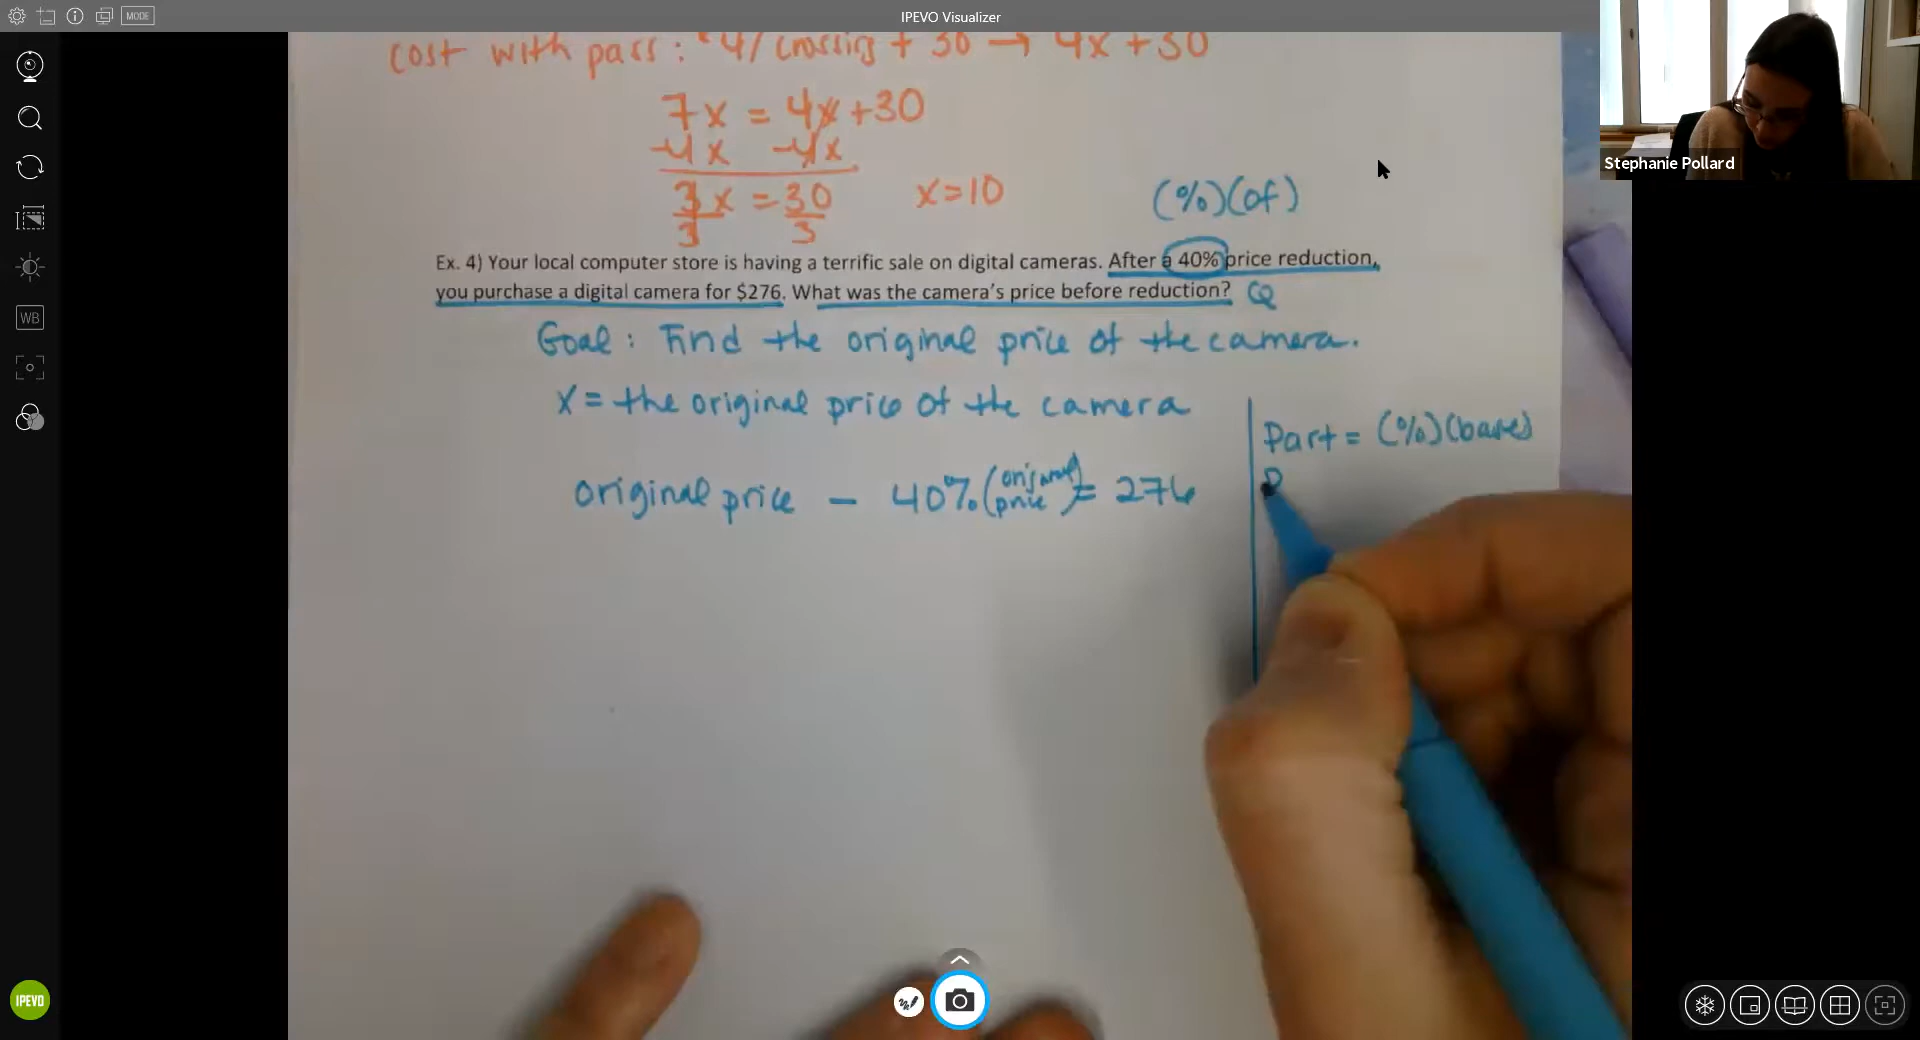 IPEVO Visualizer
MODE
WB
IPEVO
Stephanie Pollard
cost with pass: $4/crossing + 30 → 4x + 30
7x = 4x + 30
-4x -4x
3x = 30 x = 10
3 3
(%)(of)
Ex. 4) Your local computer store is having a terrific sale on digital cameras. After a 40% price reduction,
you purchase a digital camera for $276. What was the camera's price before reduction? CQ
Goal: Find the original price of the camera.
x = the original price of the camera
original price - 40% (original price) = 276
Part = (%)(base)
P